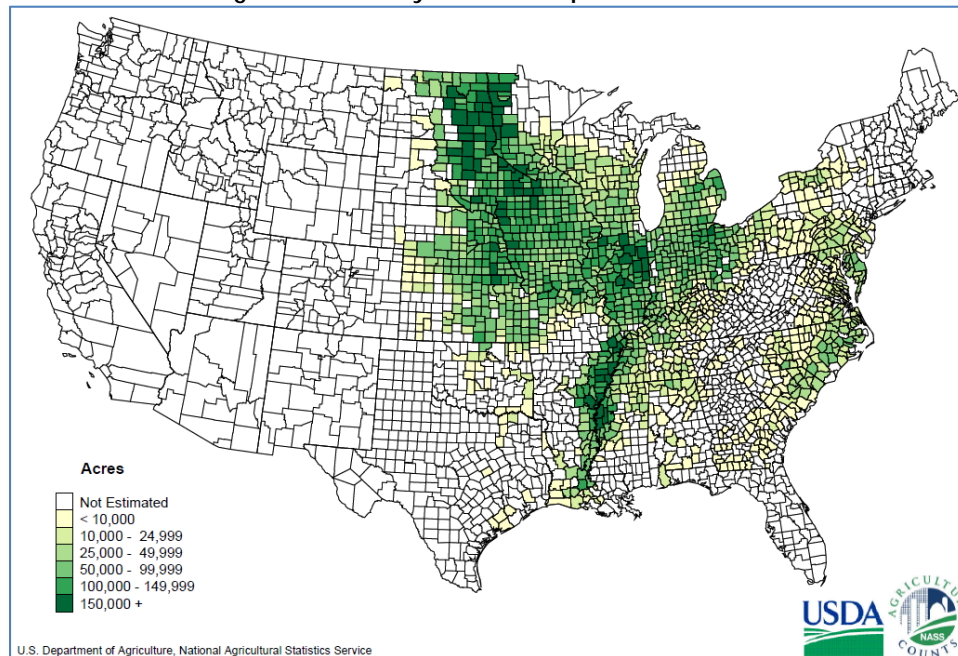 Acres
Not Estimated
< 10,000
10,000 - 24,999
25,000 - 49,999
50,000 - 99,999
100,000 - 149,999
150,000 +
USDA
NASS
COUNTS
U.S. Department of Agriculture, National Agricultural Statistics Service